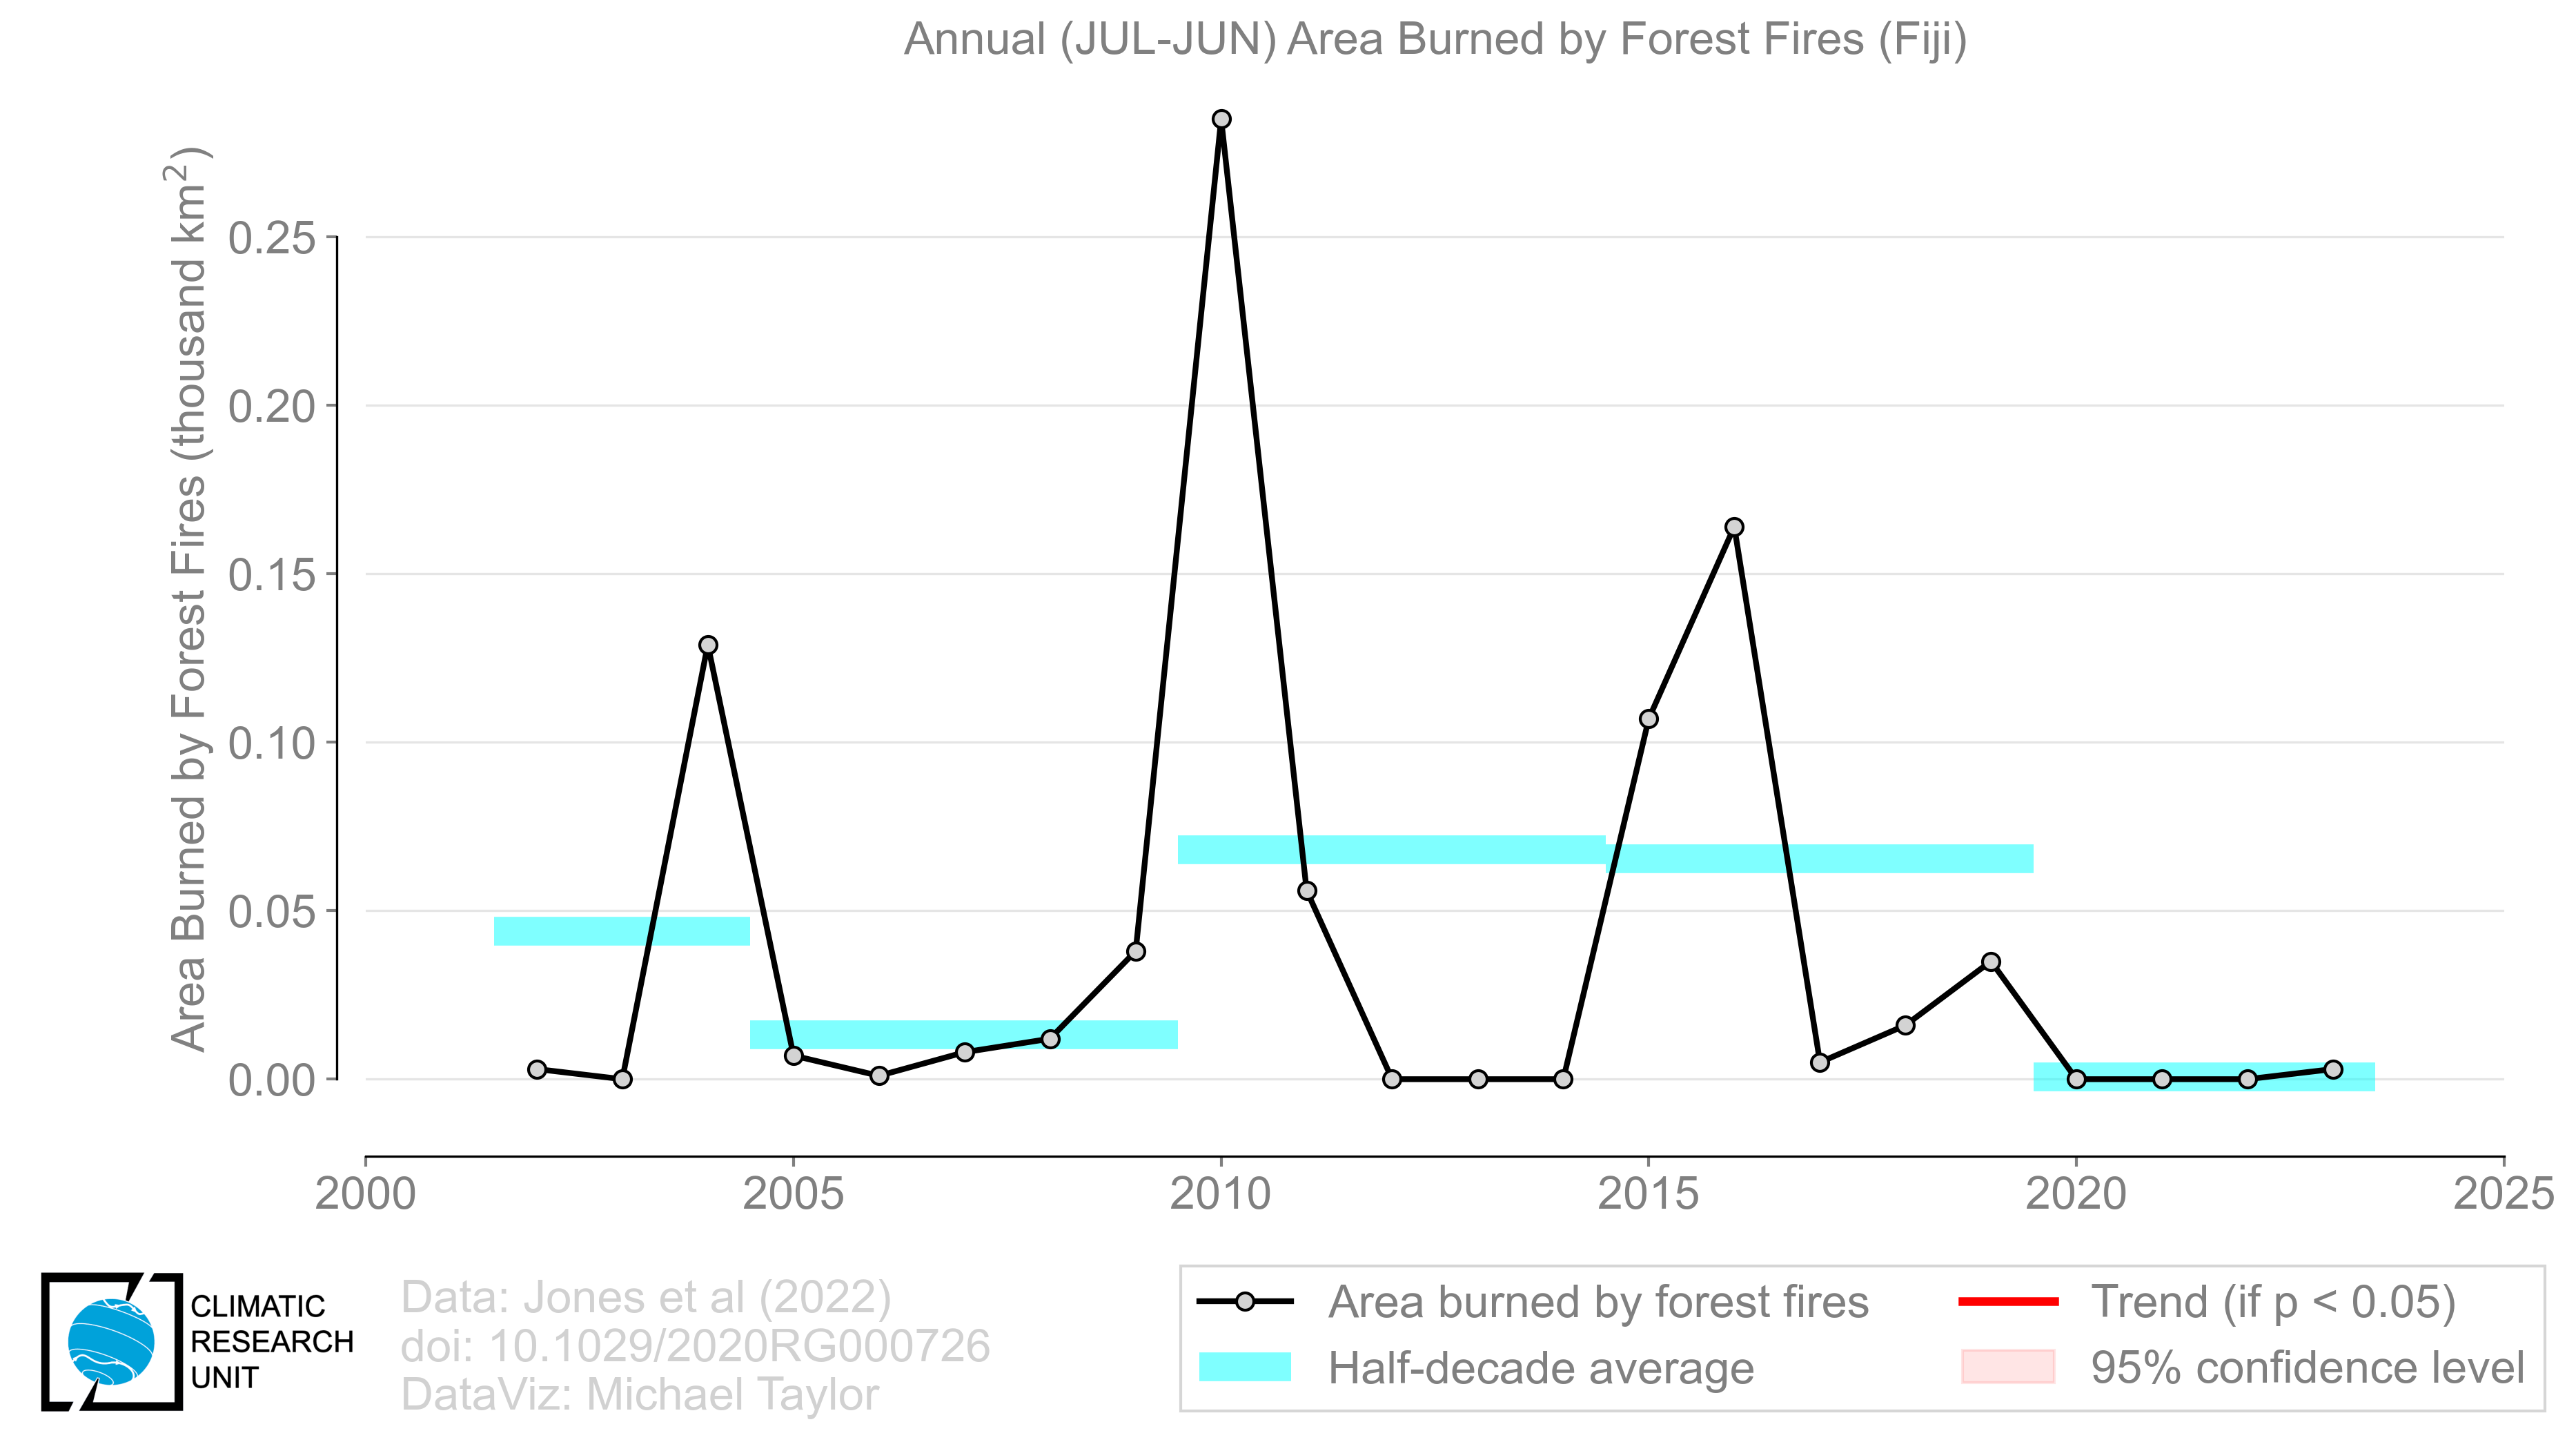 Annual (JUL-JUN) Area Burned by Forest Fires (Fiji)
Area Burned by Forest Fires (thousand km²)
0.25
0.20
0.15
0.10
0.05
0.00
2000 2005 2010 2015 2020 2025
CLIMATIC
RESEARCH
UNIT
Data: Jones et al (2022)
doi: 10.1029/2020RG000726
DataViz: Michael Taylor
Area burned by forest fires
Half-decade average
Trend (if p < 0.05)
95% confidence level